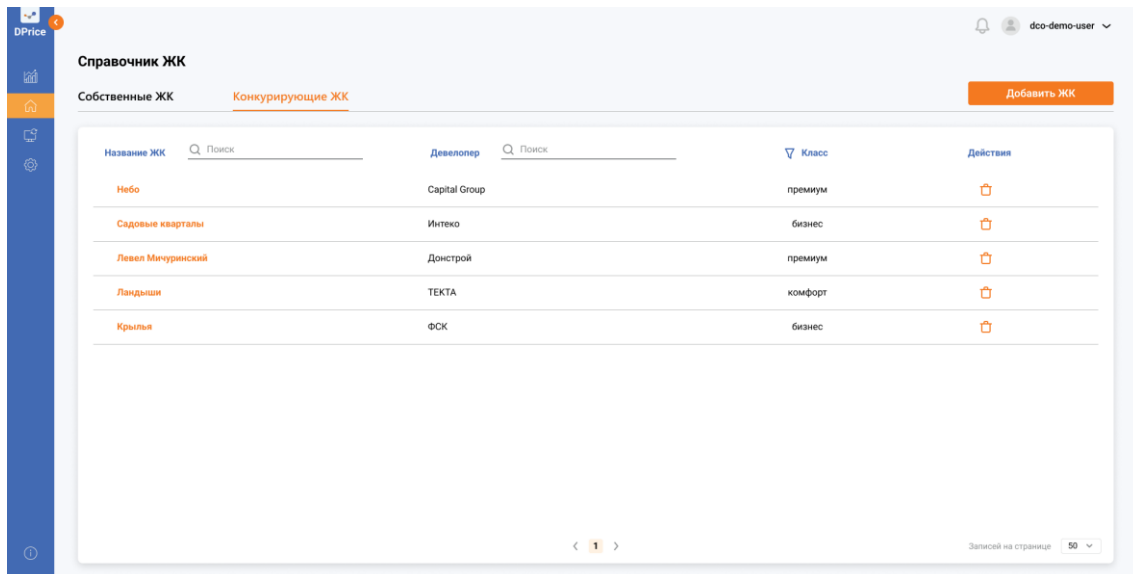 DPrice
dco-demo-user
Справочник ЖК
Собственные ЖК Конкурирующие ЖК Добавить ЖК
Название ЖК Поиск Девелопер Поиск Класс Действия
Небо Capital Group премиум
Садовые кварталы Интеко бизнес
Левел Мичуринский Донстрой премиум
Ландыши ТЕКТА комфорт
Крылья ФСК бизнес
1 Записей на странице 50